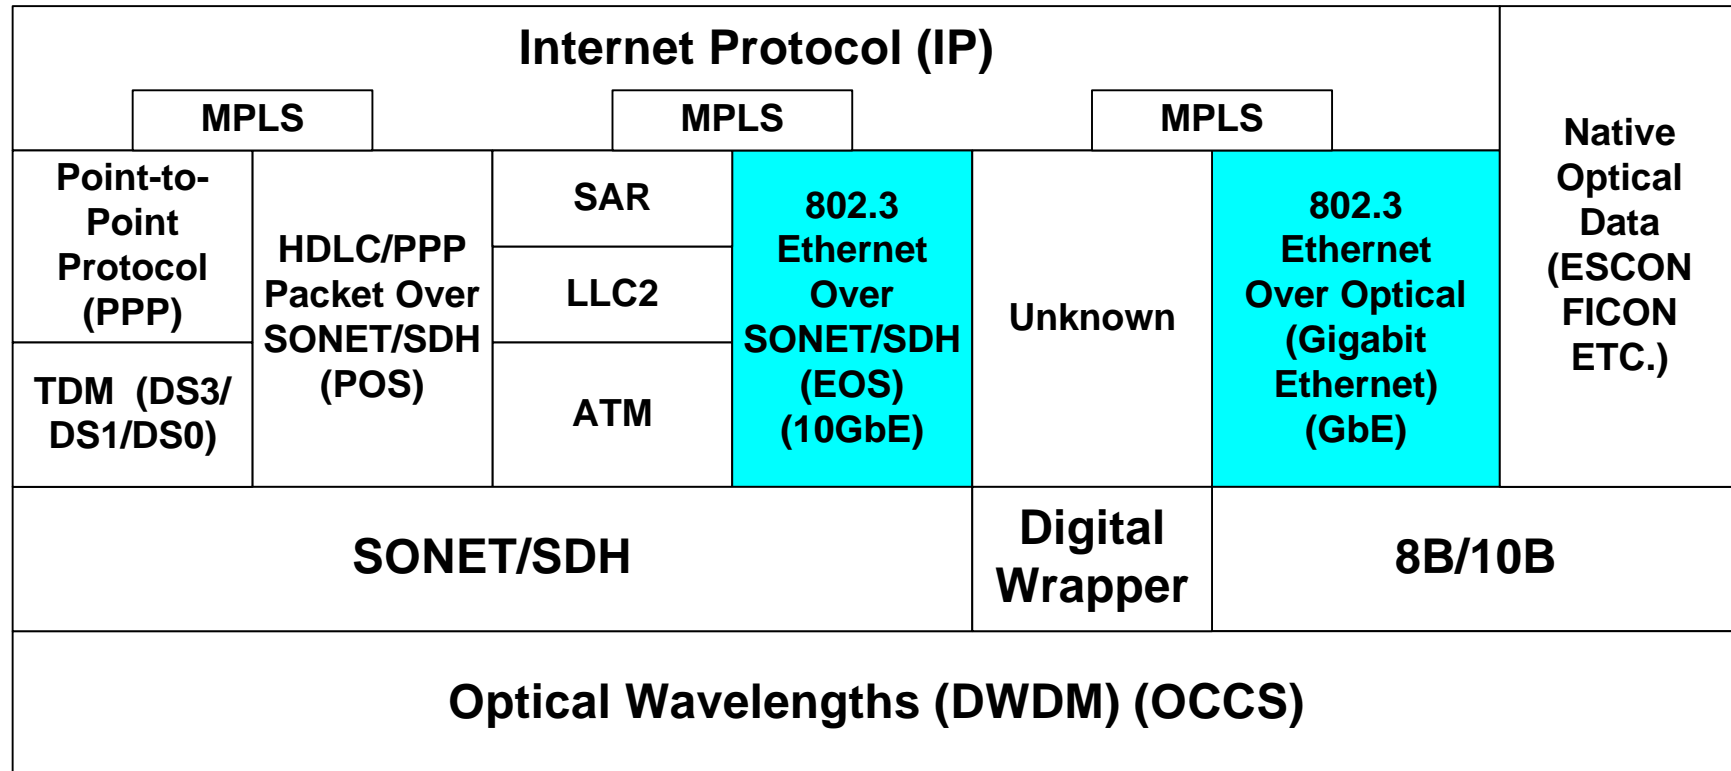 Internet Protocol (IP)
MPLS
MPLS
MPLS
Point-to-
Point
Protocol
(PPP)
TDM (DS3/
DS1/DS0)
HDLC/PPP
Packet Over
SONET/SDH
(POS)
SAR
LLC2
ATM
802.3
Ethernet
Over
SONET/SDH
(EOS)
(10GbE)
Unknown
802.3
Ethernet
Over Optical
(Gigabit
Ethernet)
(GbE)
Native
Optical
Data
(ESCON
FICON
ETC.)
SONET/SDH
Digital
Wrapper
8B/10B
Optical Wavelengths (DWDM) (OCCS)